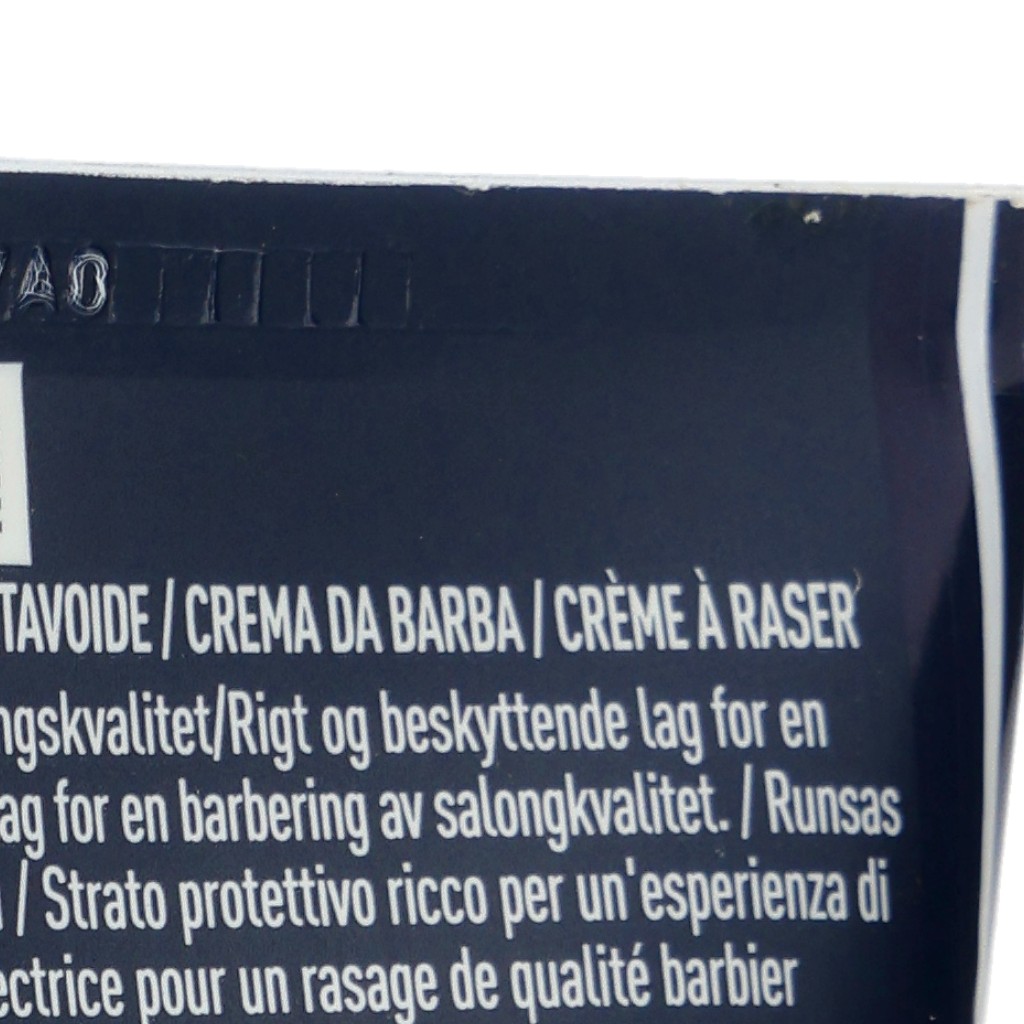 TAVOIDE / CREMA DA BARBA / CRÈME À RASER
ngskvalitet/Rigt og beskyttende lag for en
ag for en barbering av salongkvalitet. / Runsas
/ Strato protettivo ricco per un'esperienza di
ectrice pour un rasage de qualité barbier